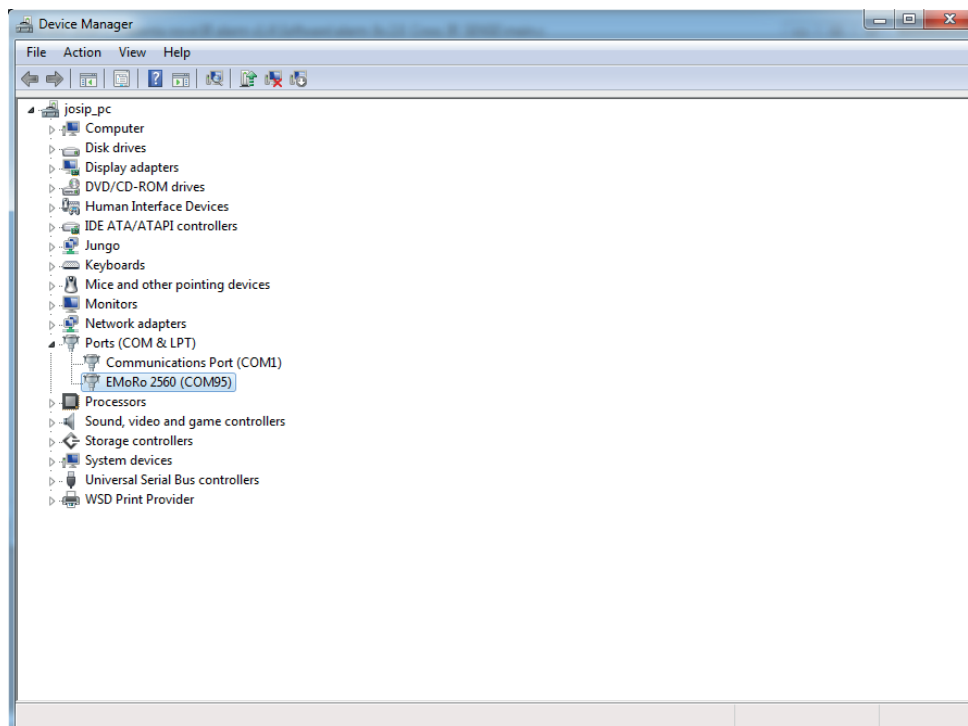 Device Manager
File Action View Help
josip_pc
Computer
Disk drives
Display adapters
DVD/CD-ROM drives
Human Interface Devices
IDE ATA/ATAPI controllers
Jungo
Keyboards
Mice and other pointing devices
Monitors
Network adapters
Ports (COM & LPT)
Communications Port (COM1)
EMoRo 2560 (COM95)
Processors
Sound, video and game controllers
Storage controllers
System devices
Universal Serial Bus controllers
WSD Print Provider